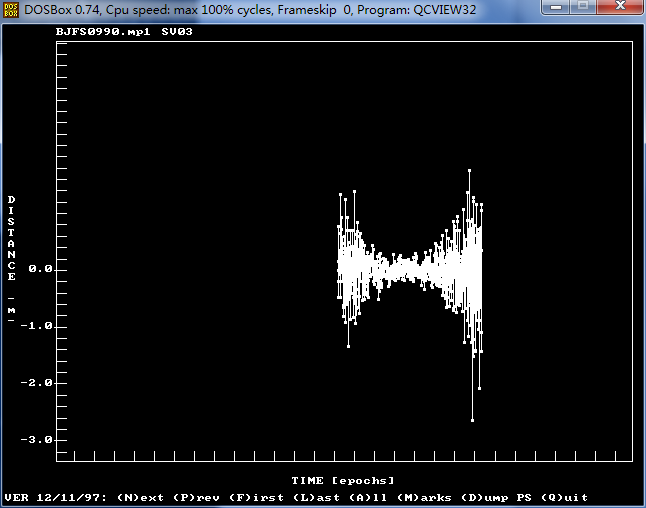 DOSBox 0.74, Cpu speed: max 100% cycles, Frameskip 0, Program: QCVIEW32
BJFS0990.mp1 SV03
DISTANCE -m-
0.0
-1.0
-2.0
-3.0
TIME [epochs]
VER 12/11/97: (N)ext (P)rev (F)irst (L)ast (A)ll (M)arks (D)ump PS (Q)uit